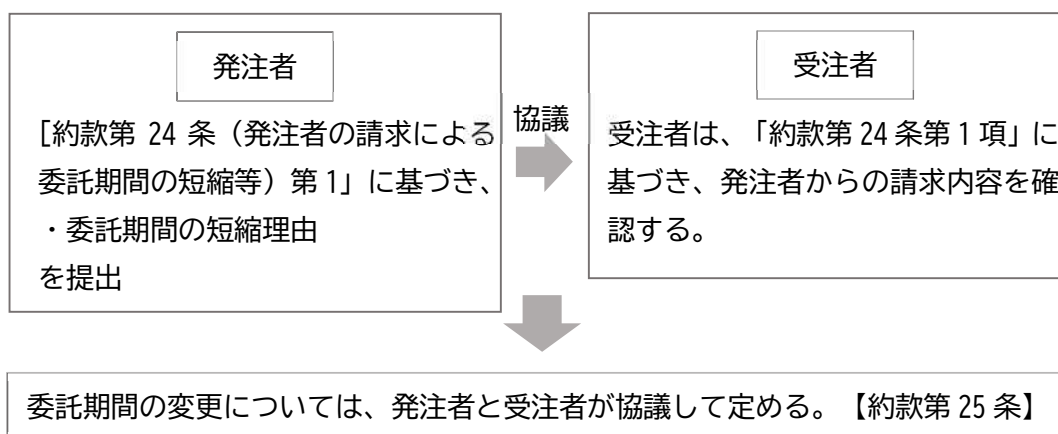 発注者
[約款第 24 条（発注者の請求による
委託期間の短縮等）第1」に基づき、
・委託期間の短縮理由
を提出
協議
受注者
受注者は、「約款第 24 条第 1 項」に
基づき、発注者からの請求内容を確
認する。
委託期間の変更については、発注者と受注者が協議して定める。【約款第 25 条】